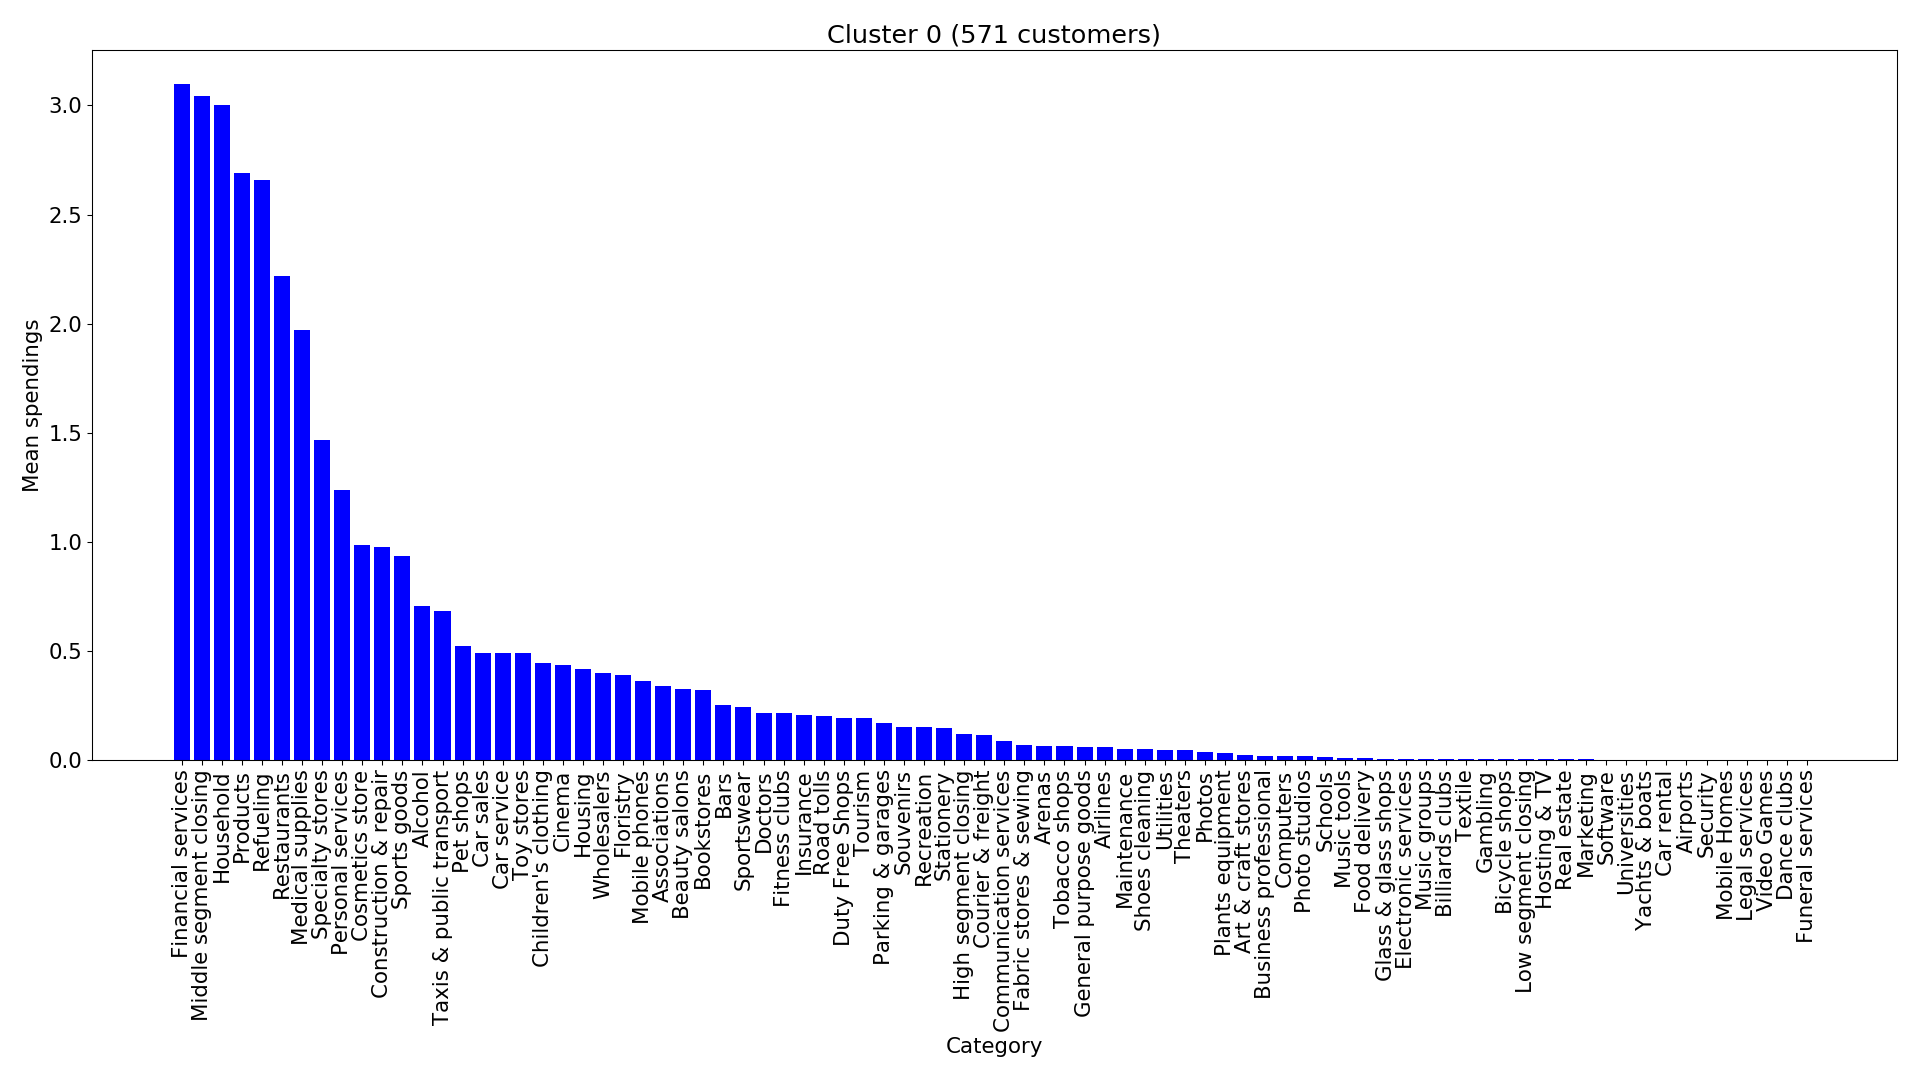 Cluster 0 (571 customers)
Mean spendings
3.0
2.5
2.0
1.5
1.0
0.5
0.0
Financial services
Middle segment closing
Household
Products
Refueling
Restaurants
Medical supplies
Specialty stores
Personal services
Cosmetics store
Construction & repair
Sports goods
Alcohol
Taxis & public transport
Pet shops
Car sales
Car service
Toy stores
Children's clothing
Cinema
Housing
Wholesalers
Floristry
Mobile phones
Associations
Beauty salons
Bookstores
Bars
Sportswear
Doctors
Fitness clubs
Insurance
Road tolls
Duty Free Shops
Tourism
Parking & garages
Souvenirs
Recreation
Stationery
High segment closing
Courier & freight
Communication services
Fabric stores & sewing
Arenas
Tobacco shops
General purpose goods
Airlines
Maintenance
Shoes cleaning
Utilities
Theaters
Photos
Plants equipment
Art & craft stores
Business professional
Computers
Photo studios
Schools
Music tools
Food delivery
Glass & glass shops
Electronic services
Music groups
Billiards clubs
Textile
Gambling
Bicycle shops
Low segment closing
Hosting & TV
Real estate
Marketing
Software
Universities
Yachts & boats
Car rental
Airports
Security
Mobile Homes
Legal services
Video Games
Dance clubs
Funeral services
Category